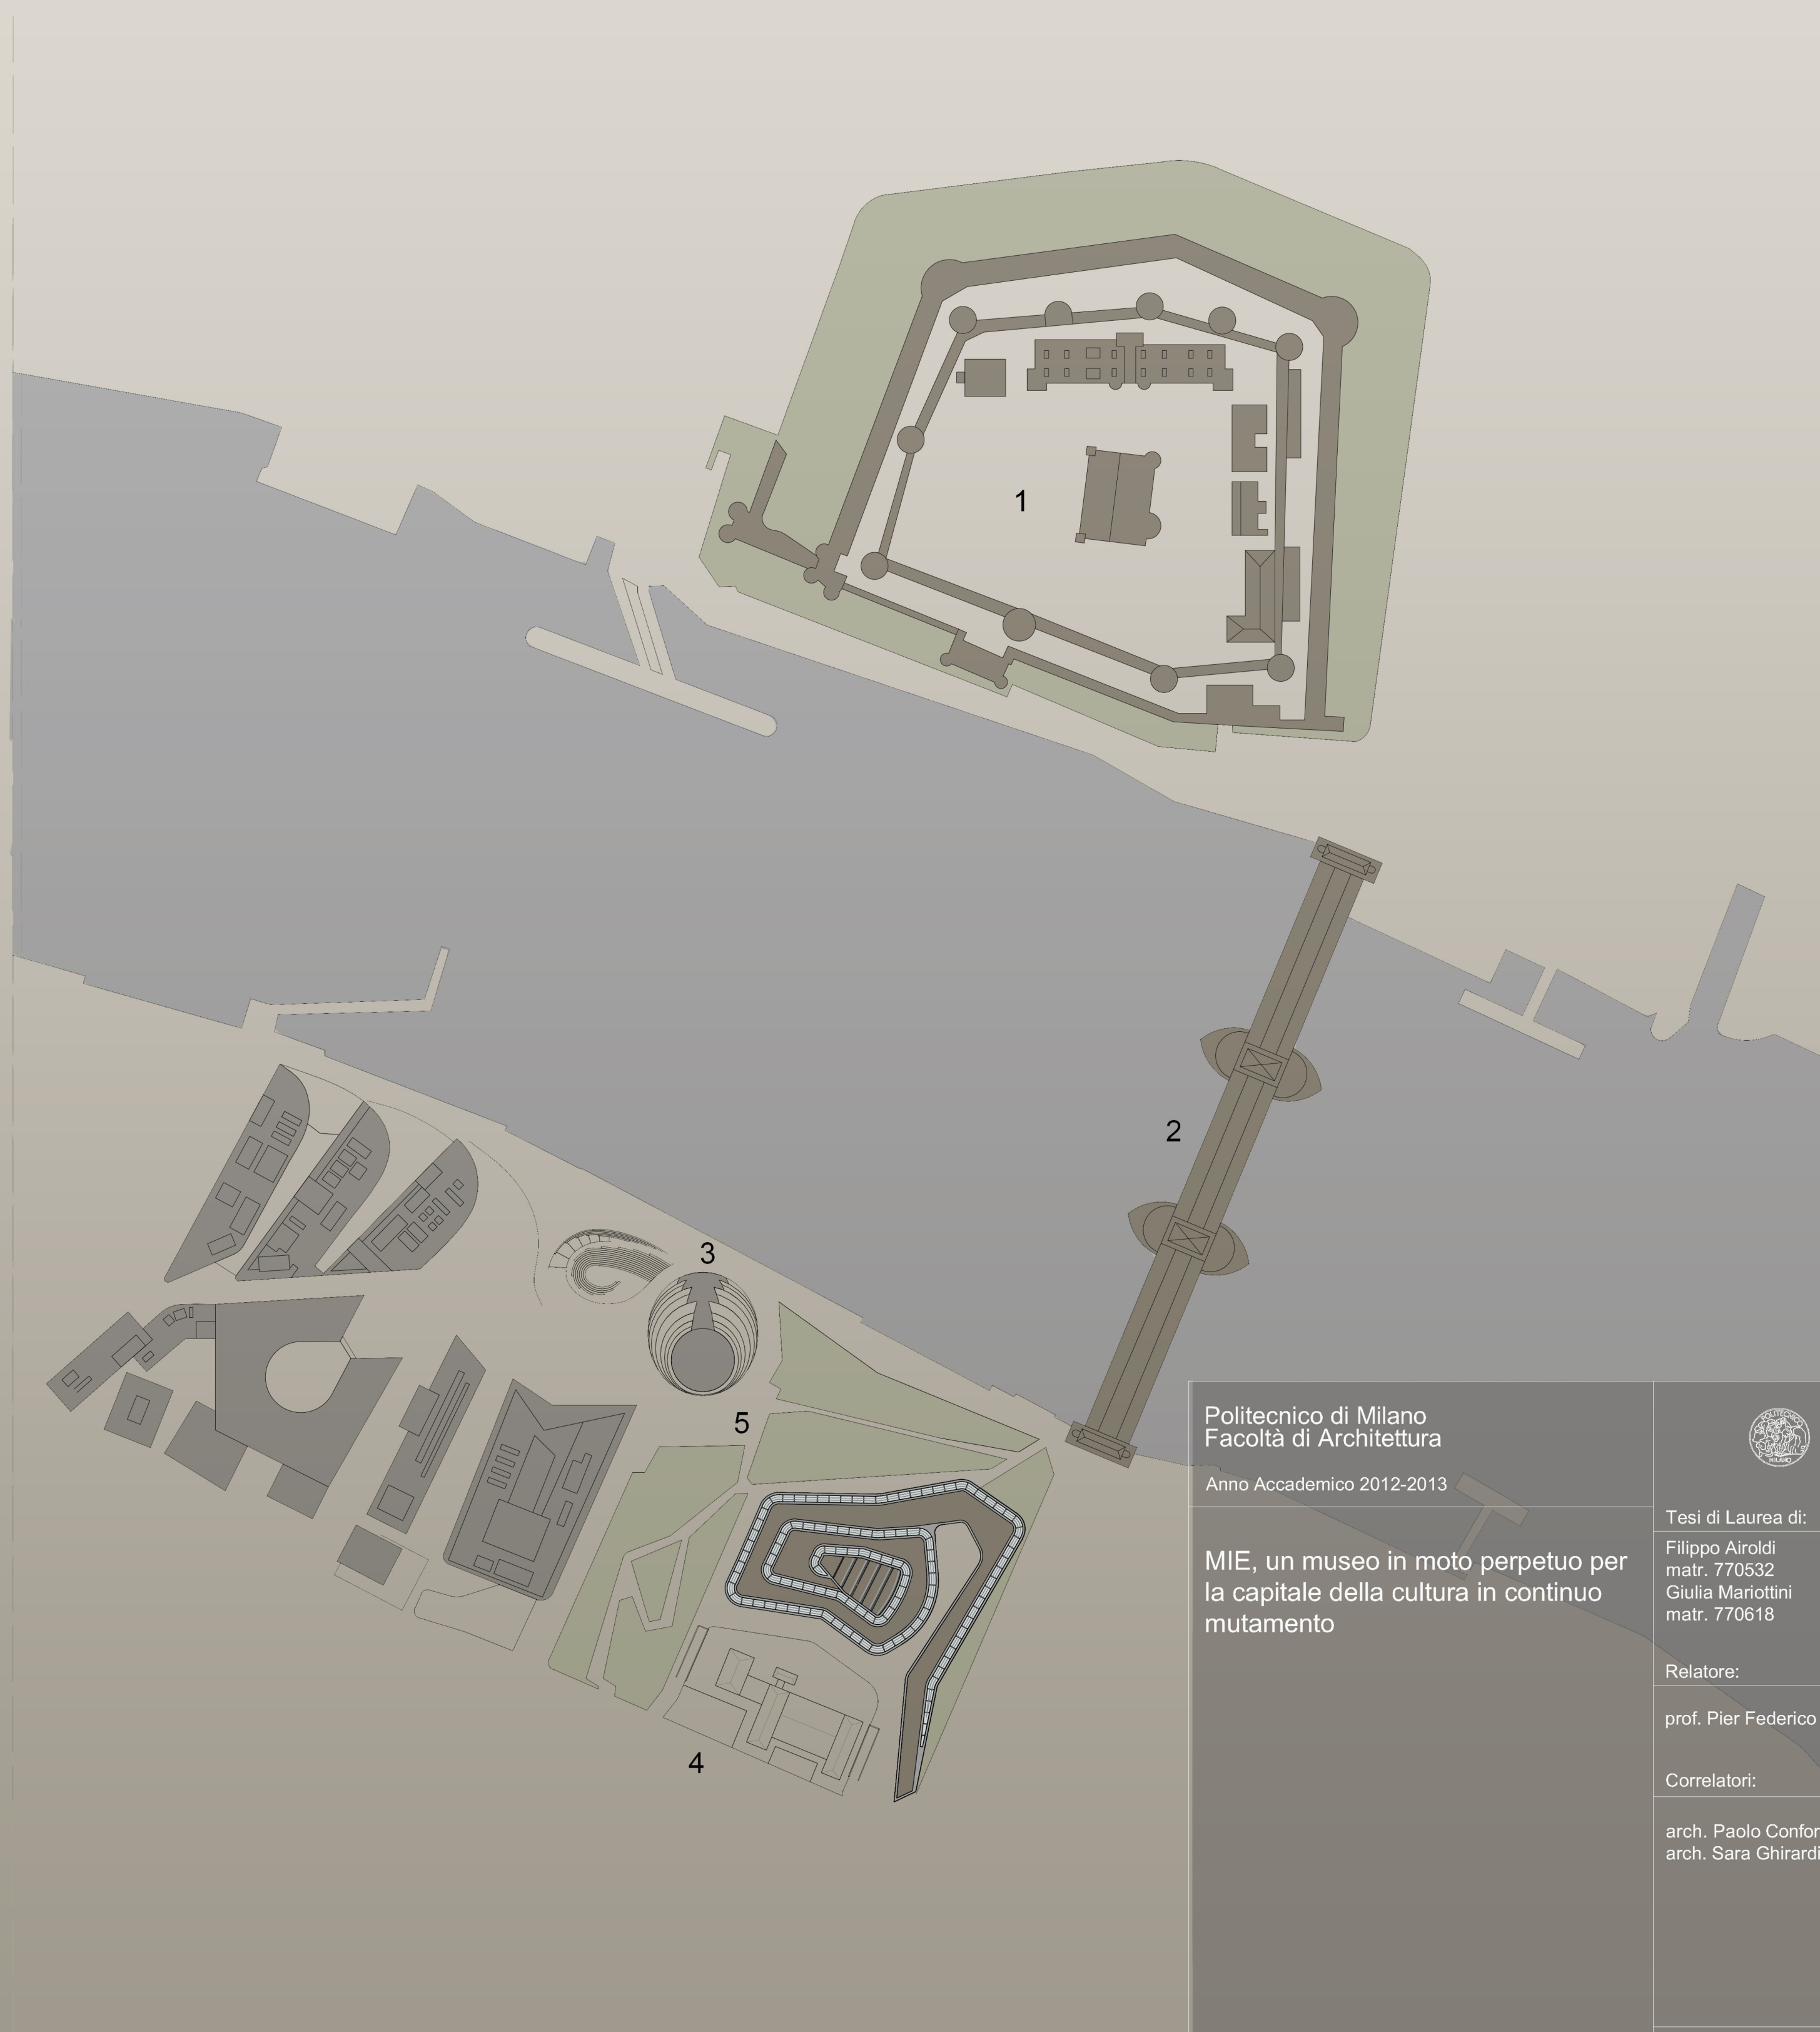 1
2
3
5
4
Politecnico di Milano
Facoltà di Architettura
Anno Accademico 2012-2013
MIE, un museo in moto perpetuo per
la capitale della cultura in continuo
mutamento
POLITECNICO
MILANO
Tesi di Laurea di:
Filippo Airoldi
matr. 770532
Giulia Mariottini
matr. 770618
Relatore:
prof. Pier Federico
Correlatori:
arch. Paolo
arch. Sara